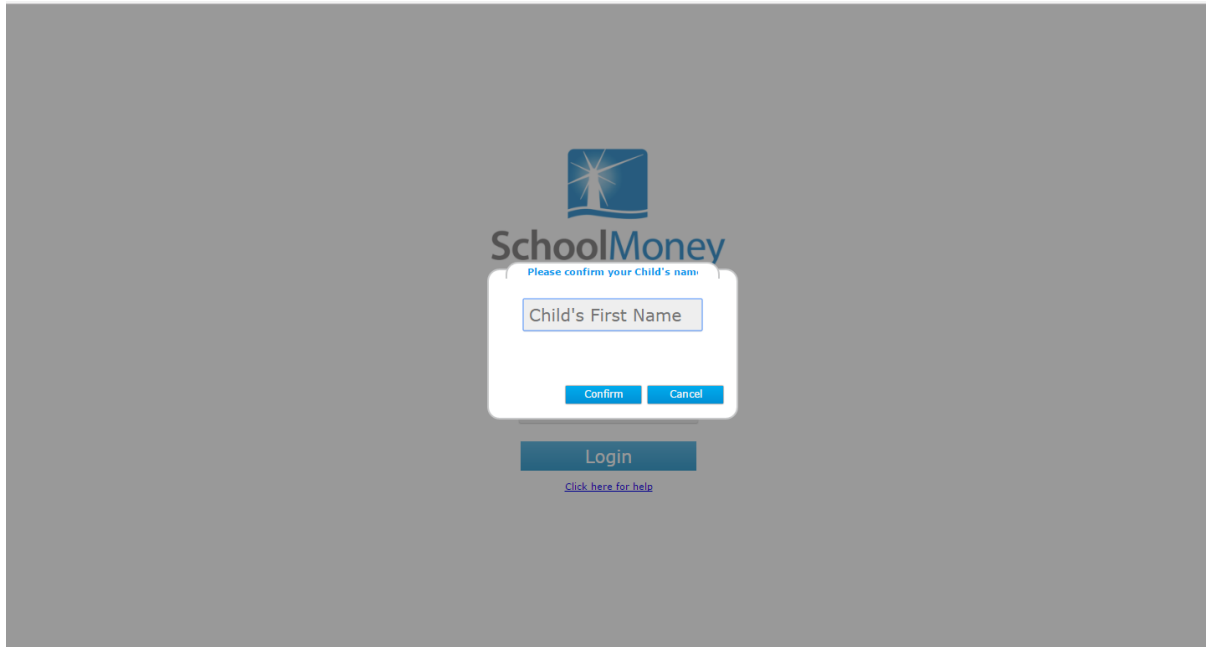 SchoolMoney
Please confirm your Child's nam
Child's First Name
Confirm Cancel
Login
Click here for help